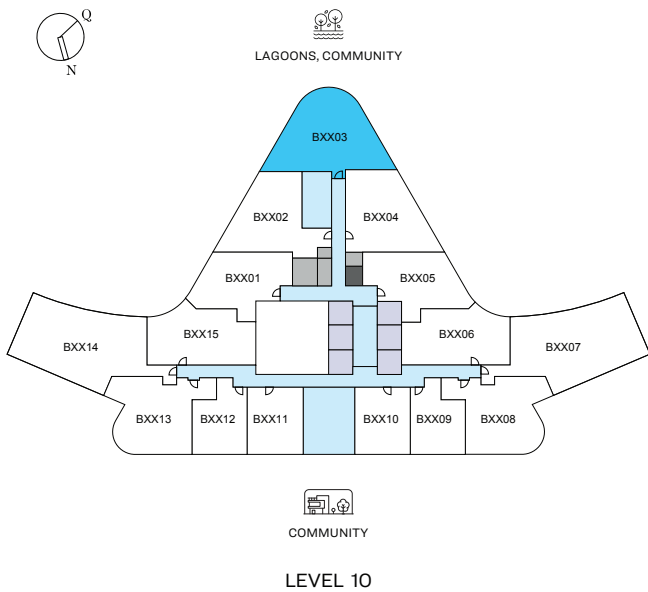 Q
N
LAGOONS, COMMUNITY
BXX03
BXX02
BXX04
BXX01
BXX05
BXX15
BXX06
BXX14
BXX07
BXX13
BXX12
BXX11
BXX10
BXX09
BXX08
COMMUNITY
LEVEL 10